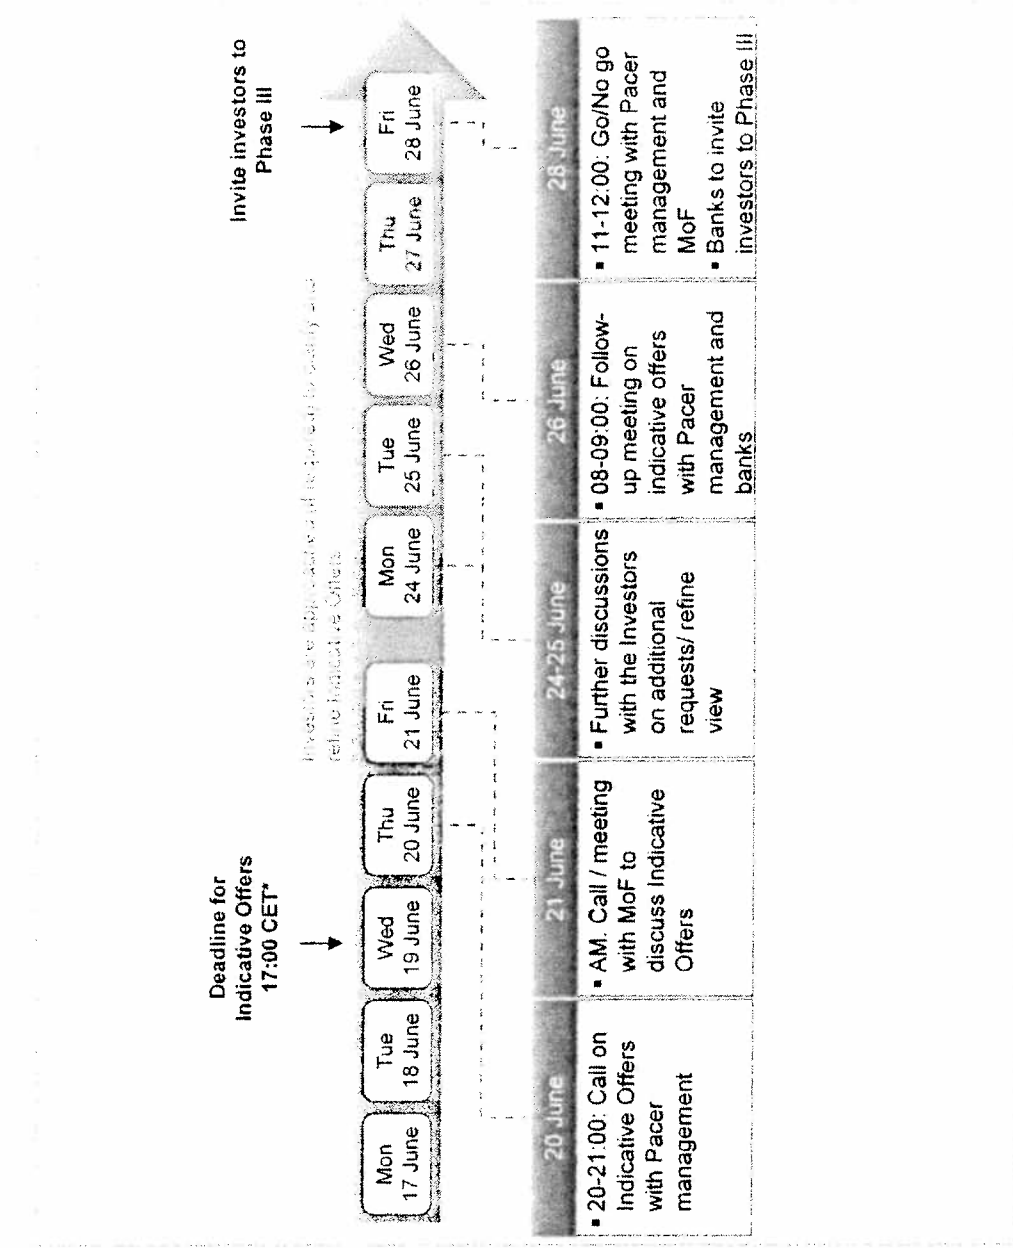 Deadline for
Indicative Offers
17:00 CET*
Invite investors to
Phase III
Investors are approached
refine Indicative Offers
Mon
17 June
Tue
18 June
Wed
19 June
Thu
20 June
Fri
21 June
Mon
24 June
Tue
25 June
Wed
26 June
Thu
27 June
Fri
28 June
20 June
▪ 20-21:00: Call on
Indicative Offers
with Pacer
management
21 June
▪ AM. Call / meeting
with MoF to
discuss Indicative
Offers
24-25 June
▪ Further discussions
with the Investors
on additional
requests/ refine
view
26 June
▪ 08-09:00: Follow-
up meeting on
indicative offers
with Pacer
management and
banks
28 June
▪ 11-12:00: Go/No go
meeting with Pacer
management and
MoF
▪ Banks to invite
investors to Phase III